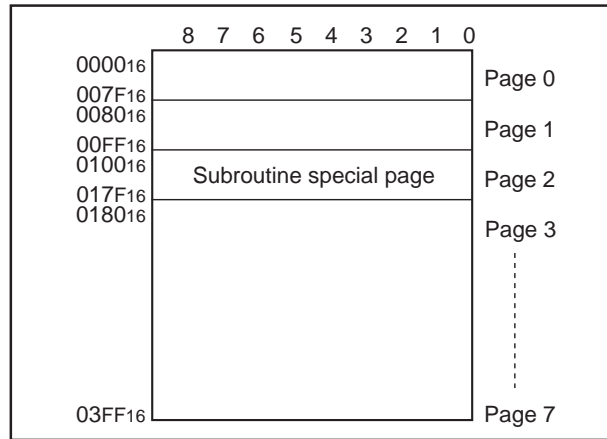 8 7 6 5 4 3 2 1 0
000016
Page 0
007F16
008016
Page 1
00FF16
010016
Subroutine special page
Page 2
017F16
018016
Page 3
03FF16
Page 7